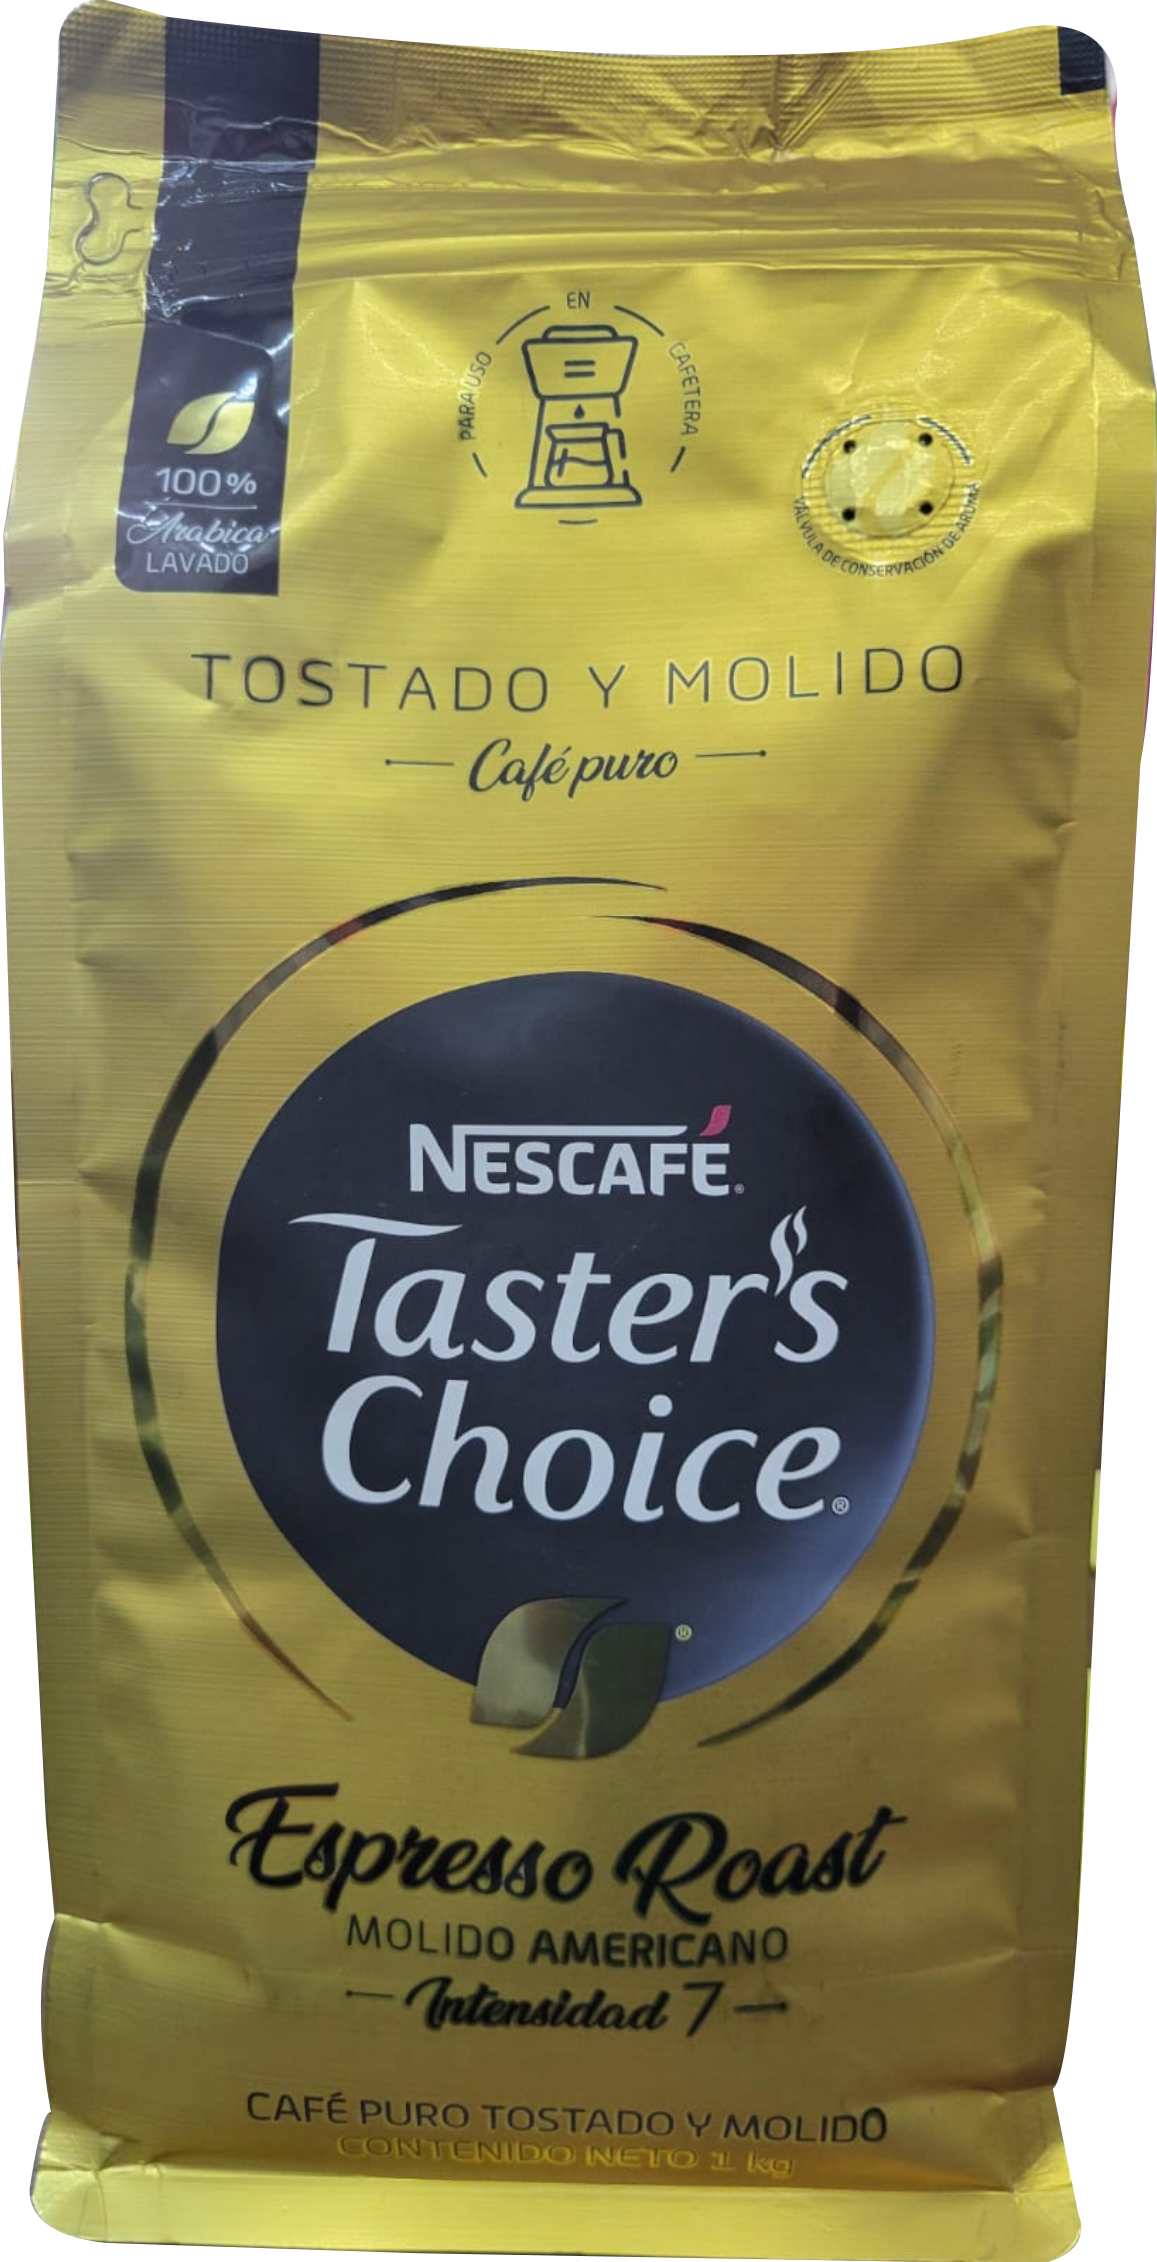 PARA USO EN CAFETERA
100%
Arabica
LAVADO
VÁLVULA DE CONSERVACIÓN DE AROMA
TOSTADO Y MOLIDO
Café puro
NESCAFÉ®
Taster's
Choice®
®
Espresso Roast
MOLIDO AMERICANO
Intensidad 7
CAFÉ PURO TOSTADO Y MOLIDO
CONTENIDO NETO 1 kg